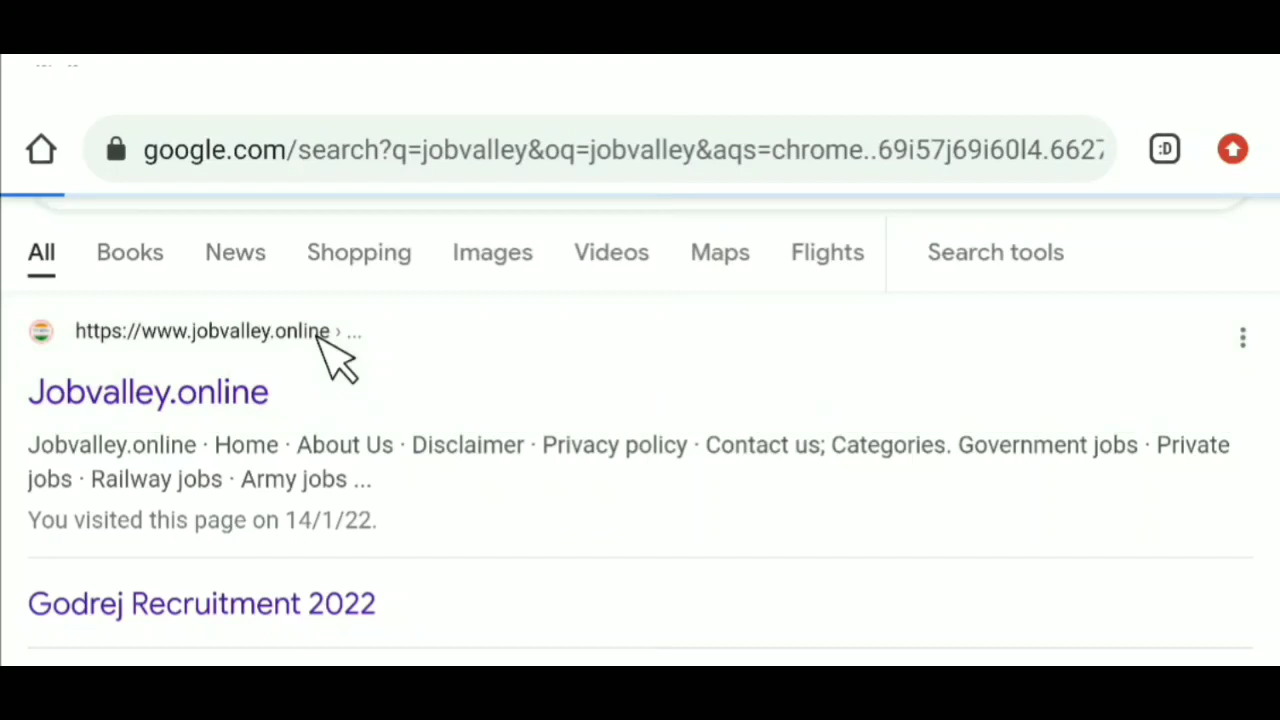 google.com/search?q=jobvalley&oq=jobvalley&aqs=chrome..69i57j69i60l4.6627
:D
All Books News Shopping Images Videos Maps Flights Search tools
https://www.jobvalley.online › ...
Jobvalley.online
Jobvalley.online · Home · About Us · Disclaimer · Privacy policy · Contact us; Categories. Government jobs · Private
jobs · Railway jobs · Army jobs ...
You visited this page on 14/1/22.
Godrej Recruitment 2022